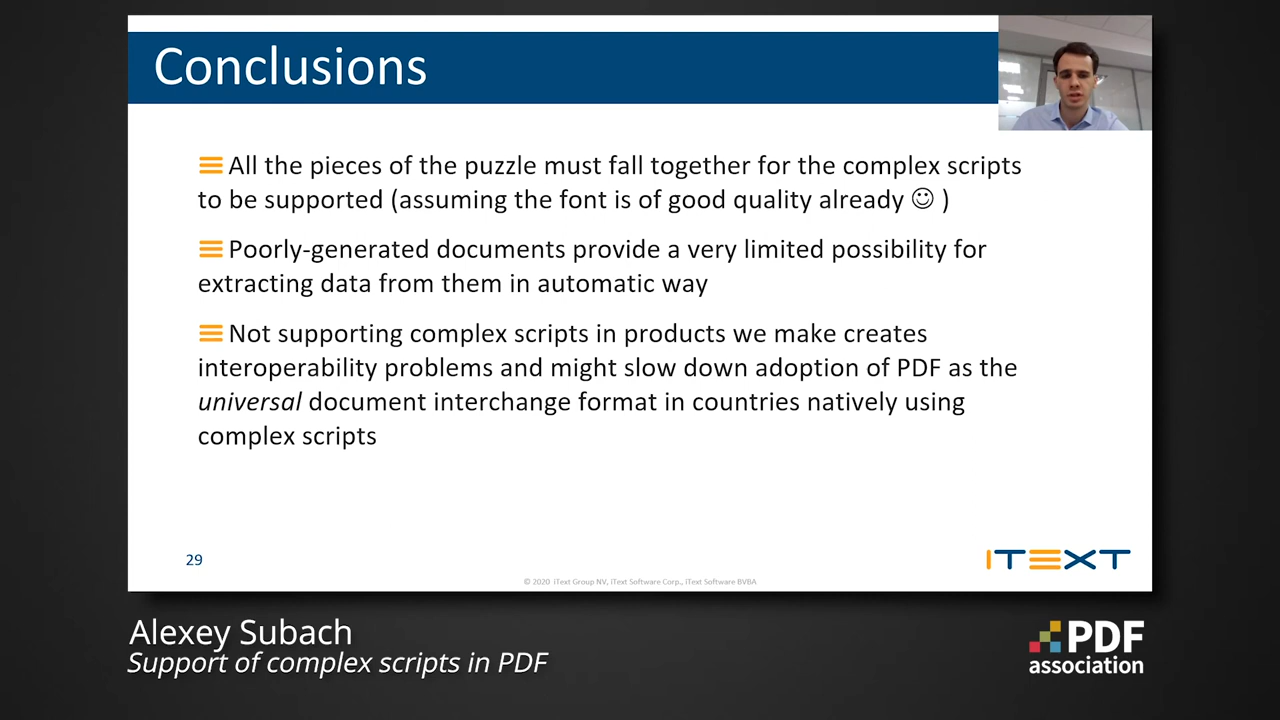 Conclusions
All the pieces of the puzzle must fall together for the complex scripts
to be supported (assuming the font is of good quality already ☺ )
Poorly-generated documents provide a very limited possibility for
extracting data from them in automatic way
Not supporting complex scripts in products we make creates
interoperability problems and might slow down adoption of PDF as the
universal document interchange format in countries natively using
complex scripts
29
iTEXT
© 2020 iText Group NV, iText Software Corp., iText Software BVBA
Alexey Subach
Support of complex scripts in PDF
PDF
association